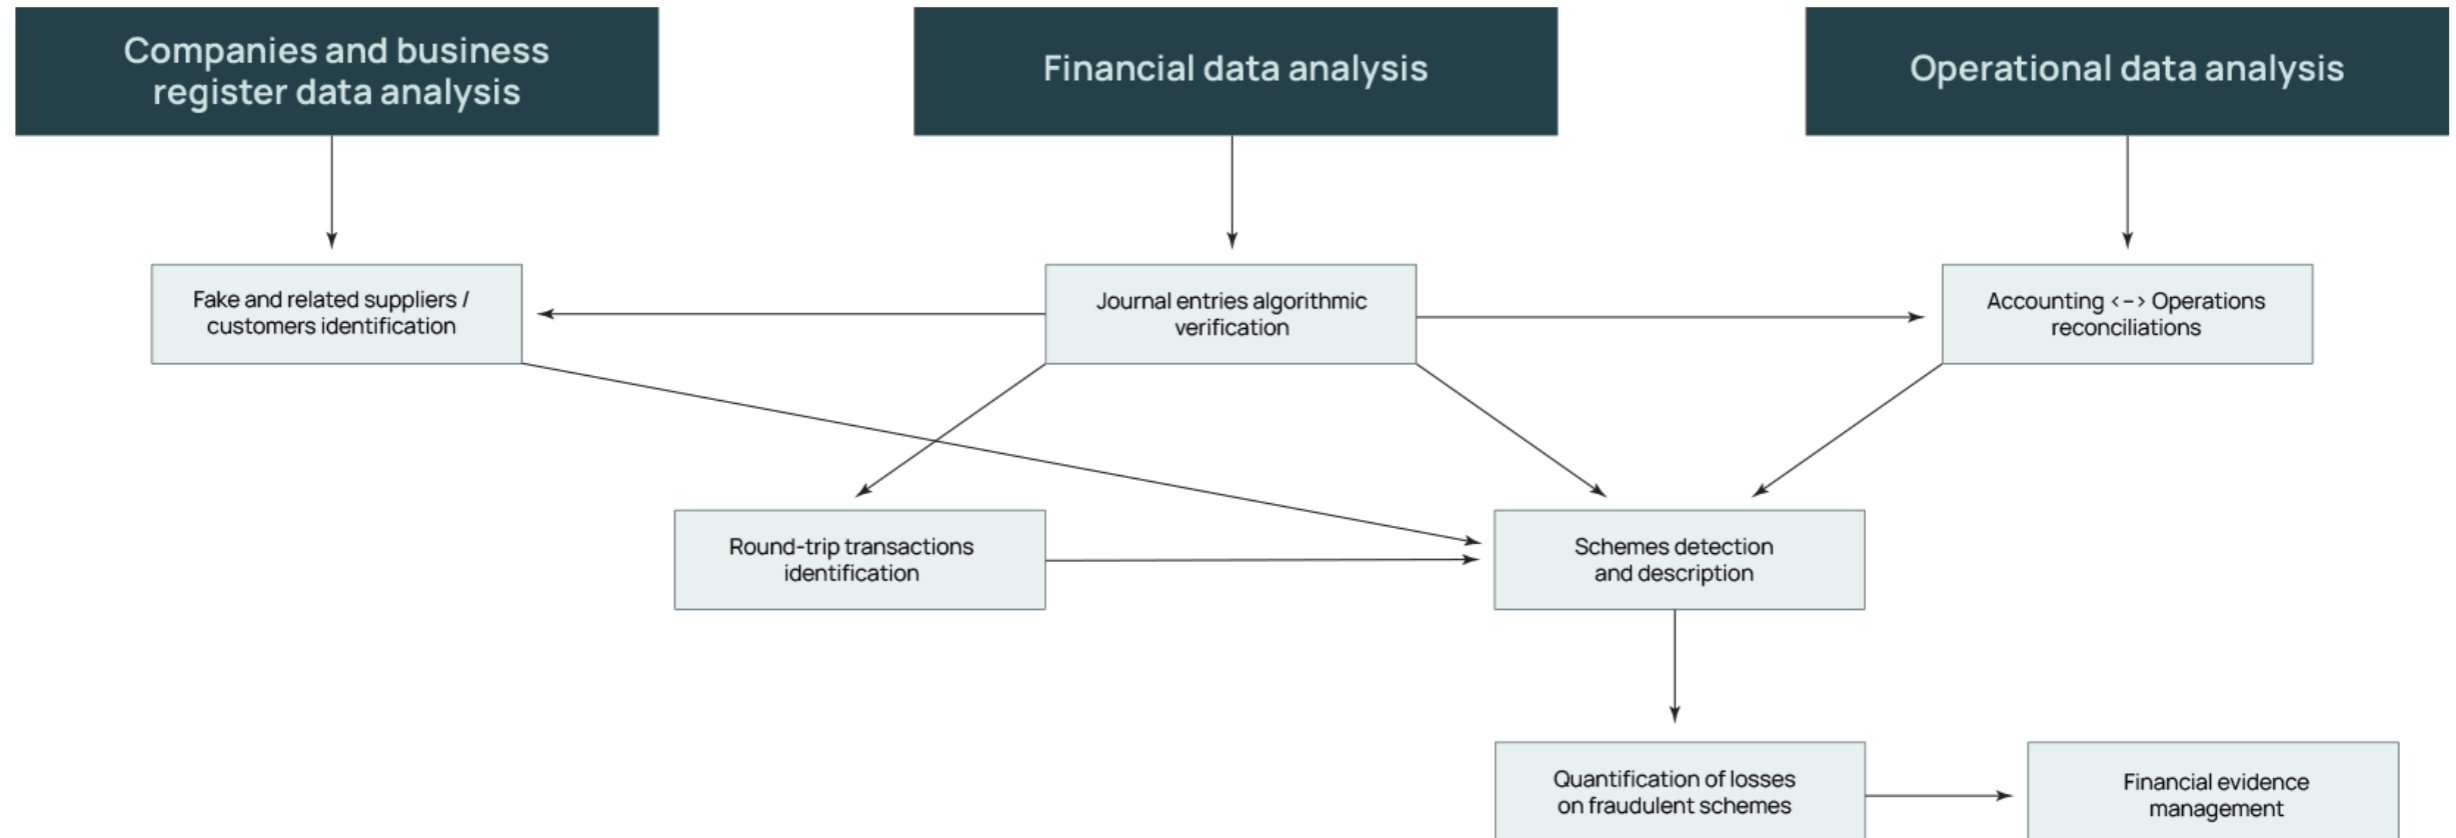 Companies and business
register data analysis
Financial data analysis
Operational data analysis
Fake and related suppliers /
customers identification
Journal entries algorithmic
verification
Accounting <-> Operations
reconciliations
Round-trip transactions
identification
Schemes detection
and description
Quantification of losses
on fraudulent schemes
Financial evidence
management